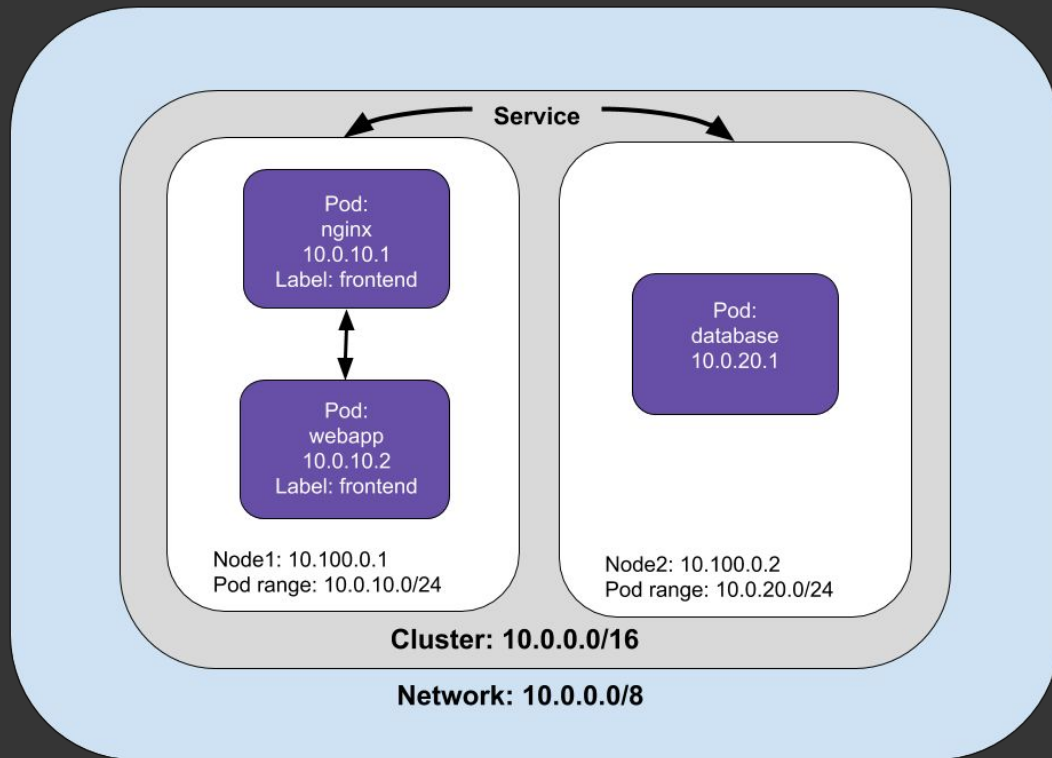 Service
Pod:
nginx
10.0.10.1
Label: frontend
Pod:
webapp
10.0.10.2
Label: frontend
Node1: 10.100.0.1
Pod range: 10.0.10.0/24
Pod:
database
10.0.20.1
Node2: 10.100.0.2
Pod range: 10.0.20.0/24
Cluster: 10.0.0.0/16
Network: 10.0.0.0/8